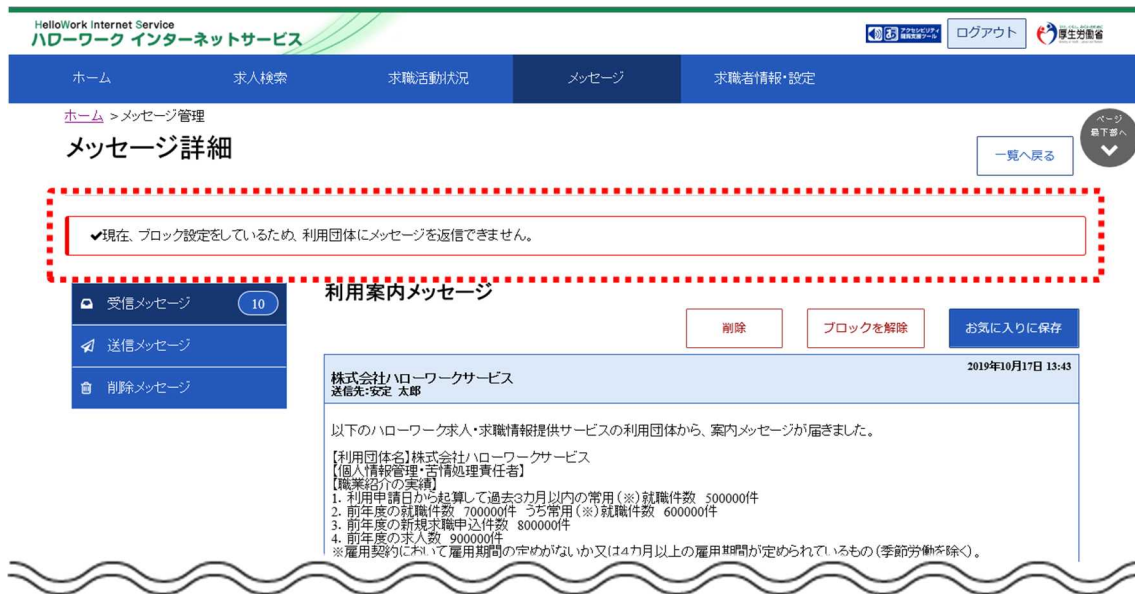 HelloWork Internet Service
ハローワーク インターネットサービス
ログアウト
厚生労働省
ホーム
求人検索
求職活動状況
メッセージ
求職者情報・設定
ホーム >メッセージ管理
ページ
最下部へ
メッセージ詳細
一覧へ戻る
✔現在、ブロック設定をしているため、利用団体にメッセージを返信できません。
受信メッセージ 10
送信メッセージ
削除メッセージ
利用案内メッセージ
削除
ブロックを解除
お気に入りに保存
株式会社ハローワークサービス
2019年10月17日 13:43
送信先:安定 太郎
以下のハローワーク求人・求職情報提供サービスの利用団体から、案内メッセージが届きました。
【利用団体名】株式会社ハローワークサービス
【個人情報管理・苦情処理責任者】
【職業紹介の実績】
1. 利用申請日から起算して過去3カ月以内の常用(※)就職件数 500000件
2. 前年度の就職件数 700000件 うち常用(※)就職件数 600000件
3. 前年度の新規求職申込件数 800000件
4. 前年度の求人数 900000件
※雇用契約において雇用期間の定めがないか又は4カ月以上の雇用期間が定められているもの(季節労働を除く)。